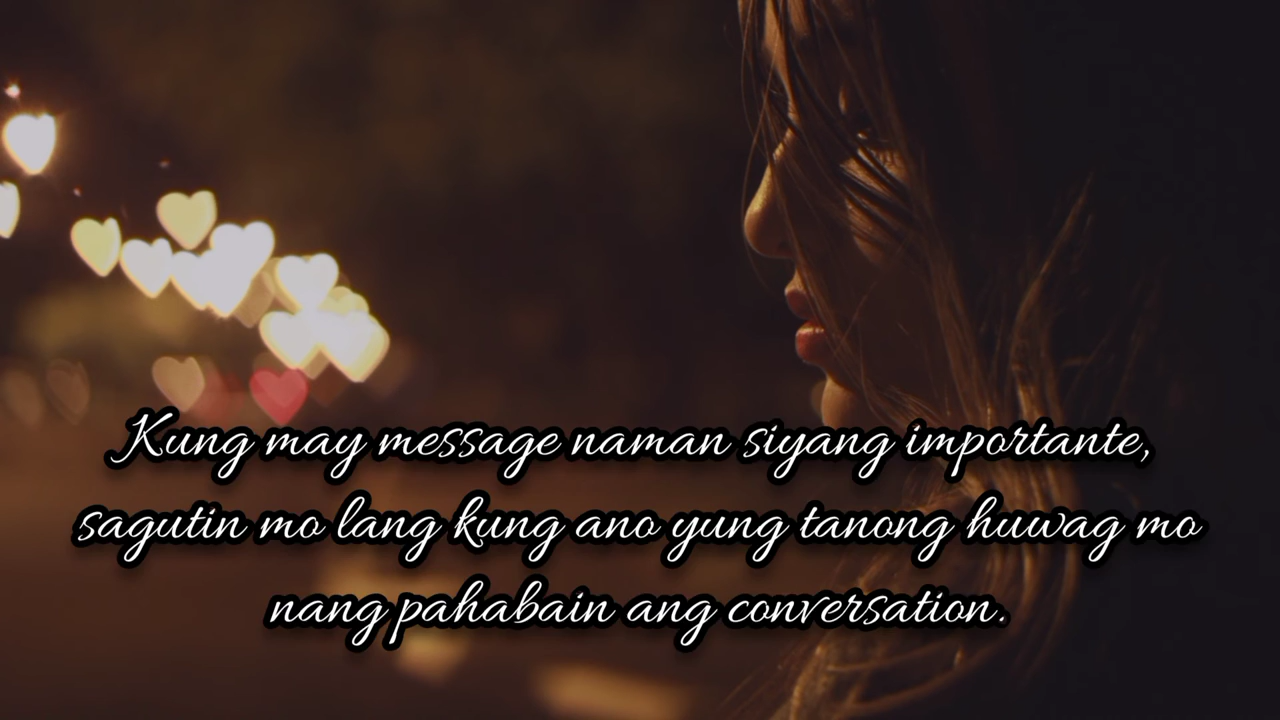 Kung may message naman siyang importante,
sagutin mo lang kung ano yung tanong huwag mo
nang pahabain ang conversation.